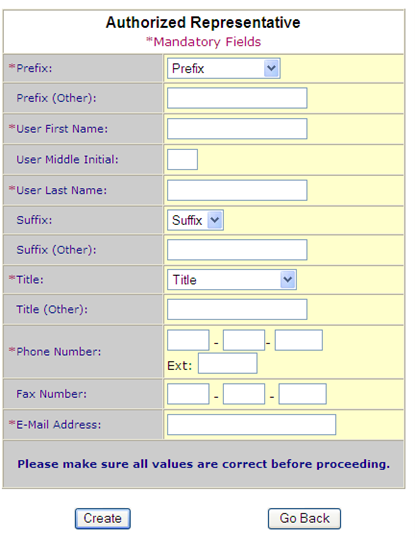 Authorized Representative
*Mandatory Fields
*Prefix: Prefix
Prefix (Other):
*User First Name:
User Middle Initial:
*User Last Name:
Suffix: Suffix
Suffix (Other):
*Title: Title
Title (Other):
*Phone Number: - -
Ext:
Fax Number: - -
*E-Mail Address:
Please make sure all values are correct before proceeding.
Create Go Back